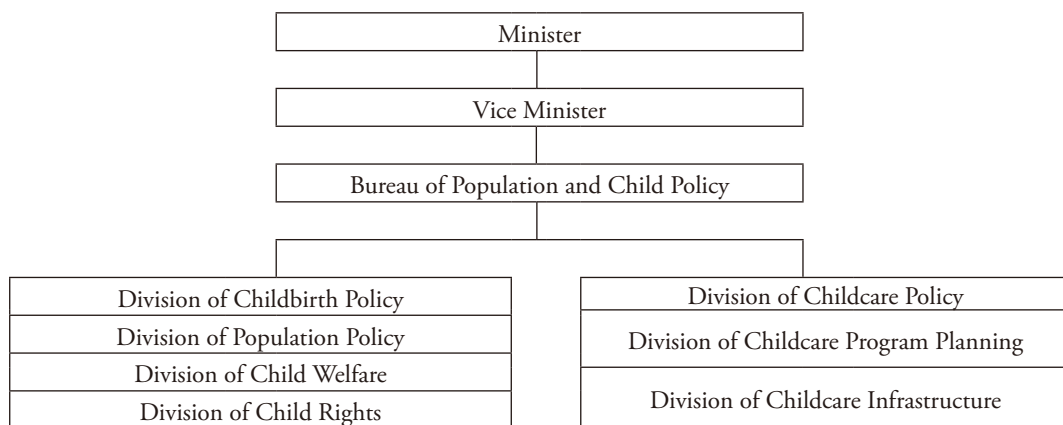 Minister
Vice Minister
Bureau of Population and Child Policy
Division of Childbirth Policy
Division of Population Policy
Division of Child Welfare
Division of Child Rights
Division of Childcare Policy
Division of Childcare Program Planning
Division of Childcare Infrastructure